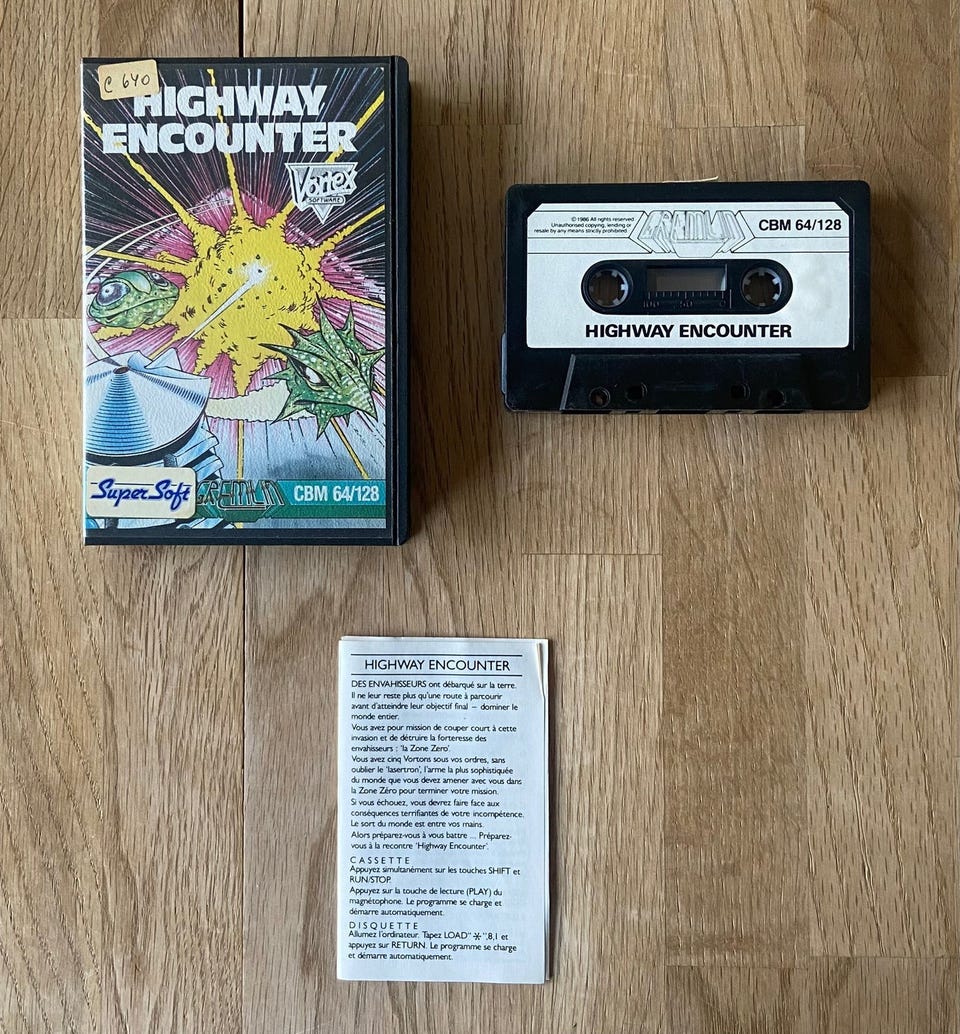 C 640
HIGHWAY
ENCOUNTER
Vortex
SOFTWARE
Super Soft
GREMLIN
CBM 64/128
© 1986 All rights reserved
Unauthorised copying, lending or
resale by any means strictly prohibited.
GREMLIN
CBM 64/128
100 50 0
HIGHWAY ENCOUNTER
HIGHWAY ENCOUNTER
DES ENVAHISSEURS ont débarqué sur la terre.
Il ne leur reste plus qu'une route à parcourir
avant d'atteindre leur objectif final – dominer le
monde entier.
Vous avez pour mission de couper court à cette
invasion et de détruire la forteresse des
envahisseurs : 'la Zone Zero'.
Vous avez cinq Vortons sous vos ordres, sans
oublier le 'lasertron', l'arme la plus sophistiquée
du monde que vous devez amener avec vous dans
la Zone Zéro pour terminer votre mission.
Si vous échouez, vous devrez faire face aux
conséquences terrifiantes de votre incompétence.
Le sort du monde est entre vos mains.
Alors préparez-vous à vous battre ... Préparez-
vous à la recontre 'Highway Encounter'.
CASSETTE
Appuyez simultanément sur les touches SHIFT et
RUN/STOP.
Appuyez sur la touche de lecture (PLAY) du
magnétophone. Le programme se charge et
démarre automatiquement.
DISQUETTE
Allumez l'ordinateur. Tapez LOAD" * ",8,1 et
appuyez sur RETURN. Le programme se charge
et démarre automatiquement.